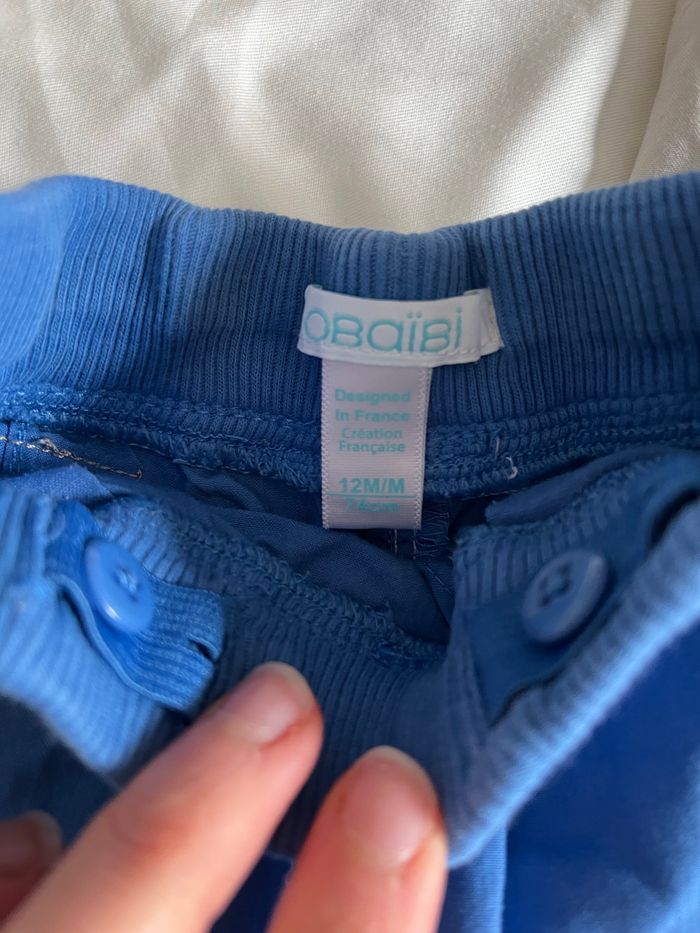 OBaïBi
Designed
in France
Création
Française
12M/M
74cm